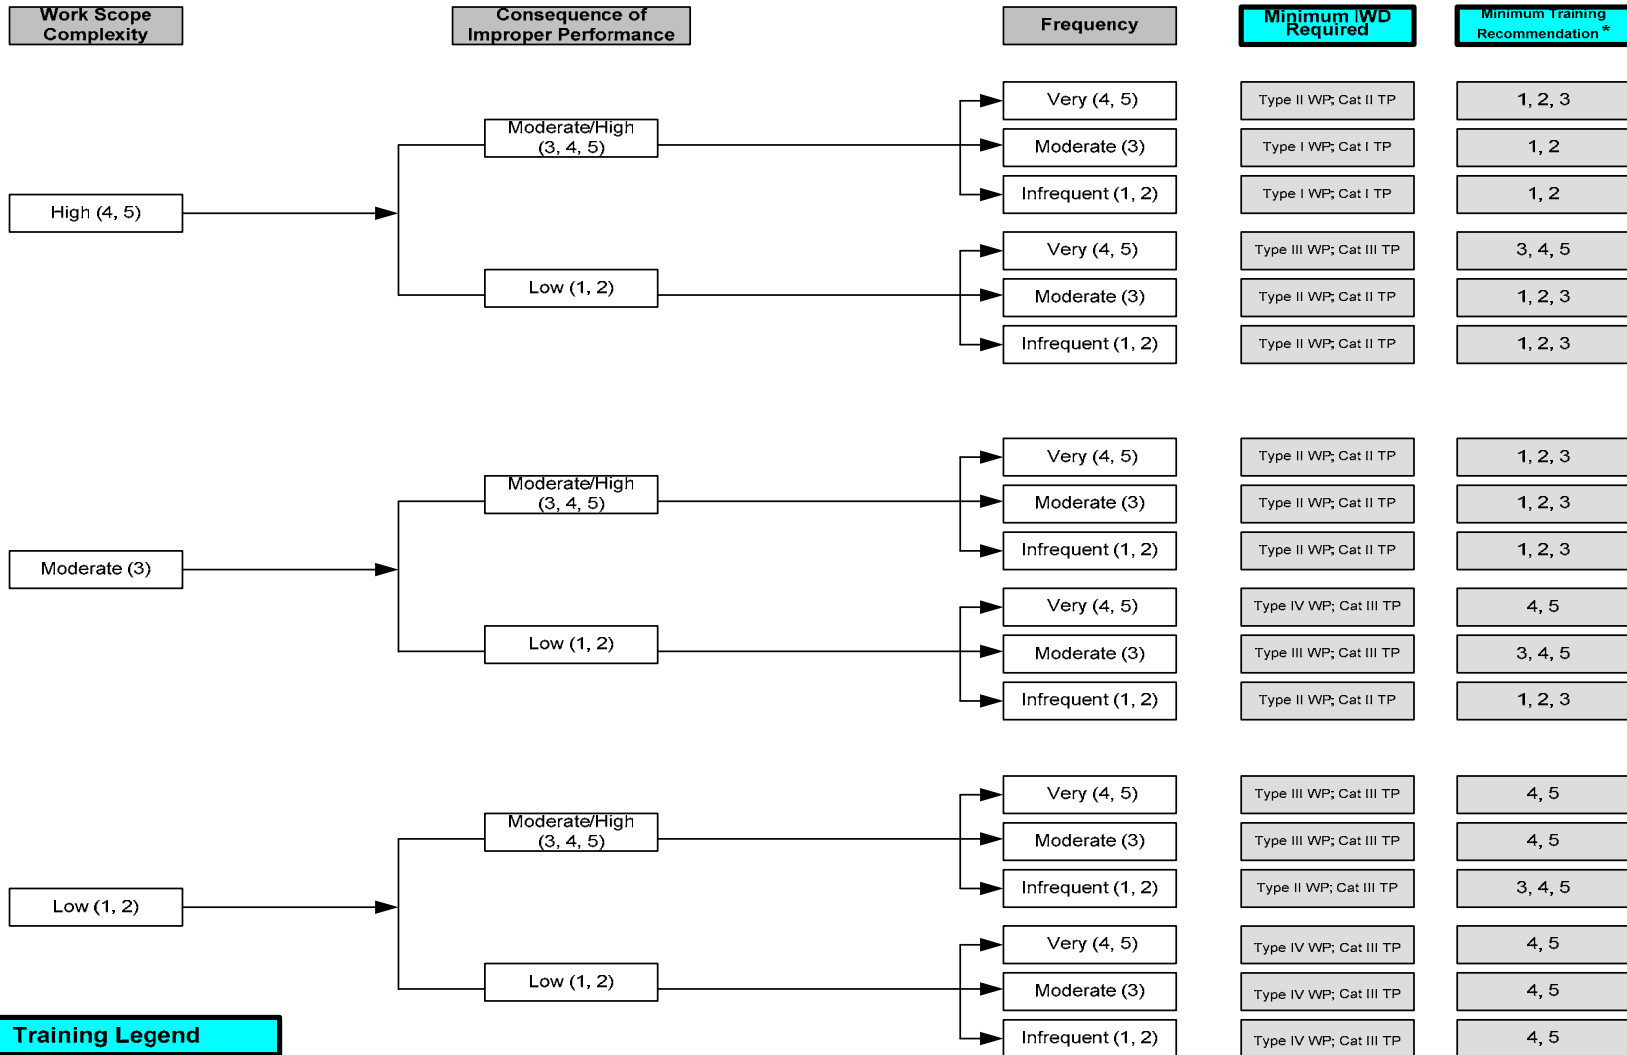 Work Scope
Complexity
Consequence of
Improper Performance
Frequency
Minimum IWD
Required
Minimum Training
Recommendation *
High (4, 5)
Moderate/High
(3, 4, 5)
Very (4, 5)
Type II WP; Cat II TP
1, 2, 3
Moderate (3)
Type I WP; Cat I TP
1, 2
Infrequent (1, 2)
Type I WP; Cat I TP
1, 2
Low (1, 2)
Very (4, 5)
Type III WP; Cat III TP
3, 4, 5
Moderate (3)
Type II WP; Cat II TP
1, 2, 3
Infrequent (1, 2)
Type II WP; Cat II TP
1, 2, 3
Moderate (3)
Moderate/High
(3, 4, 5)
Very (4, 5)
Type II WP; Cat II TP
1, 2, 3
Moderate (3)
Type II WP; Cat II TP
1, 2, 3
Infrequent (1, 2)
Type II WP; Cat II TP
1, 2, 3
Low (1, 2)
Very (4, 5)
Type IV WP; Cat III TP
4, 5
Moderate (3)
Type III WP; Cat III TP
3, 4, 5
Infrequent (1, 2)
Type II WP; Cat II TP
1, 2, 3
Low (1, 2)
Moderate/High
(3, 4, 5)
Very (4, 5)
Type III WP; Cat III TP
4, 5
Moderate (3)
Type III WP; Cat III TP
4, 5
Infrequent (1, 2)
Type II WP; Cat III TP
3, 4, 5
Low (1, 2)
Very (4, 5)
Type IV WP; Cat III TP
4, 5
Moderate (3)
Type IV WP; Cat III TP
4, 5
Infrequent (1, 2)
Type IV WP; Cat III TP
4, 5
Training Legend